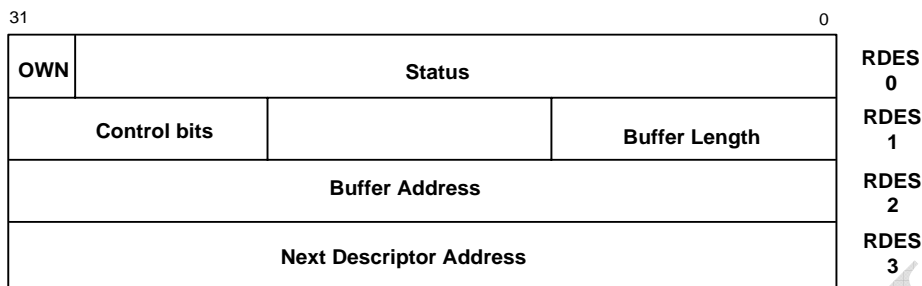 31 0
OWN Status RDES 0
Control bits Buffer Length RDES 1
Buffer Address RDES 2
Next Descriptor Address RDES 3